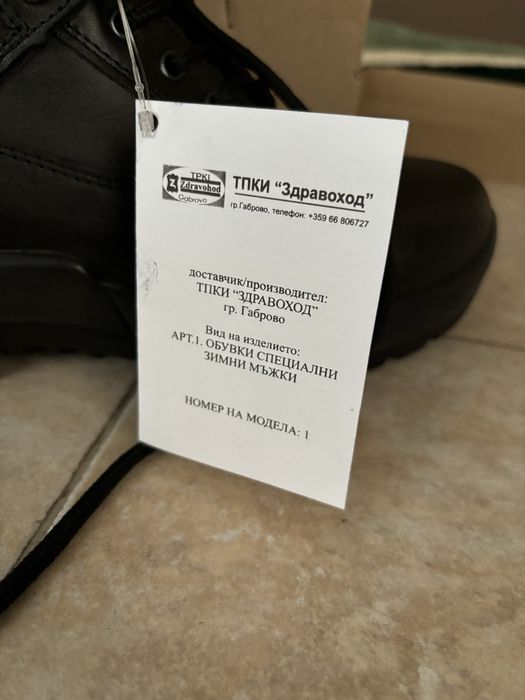 TPKI
Zdravohod
Gabrovo
ТПКИ “Здравоход”
гр.Габрово, телефон: +359 66 806727
доставчик/производител:
ТПКИ “ЗДРАВОХОД”
гр. Габрово
Вид на изделието:
АРТ.1. ОБУВКИ СПЕЦИАЛНИ
ЗИМНИ МЪЖКИ
НОМЕР НА МОДЕЛА: 1